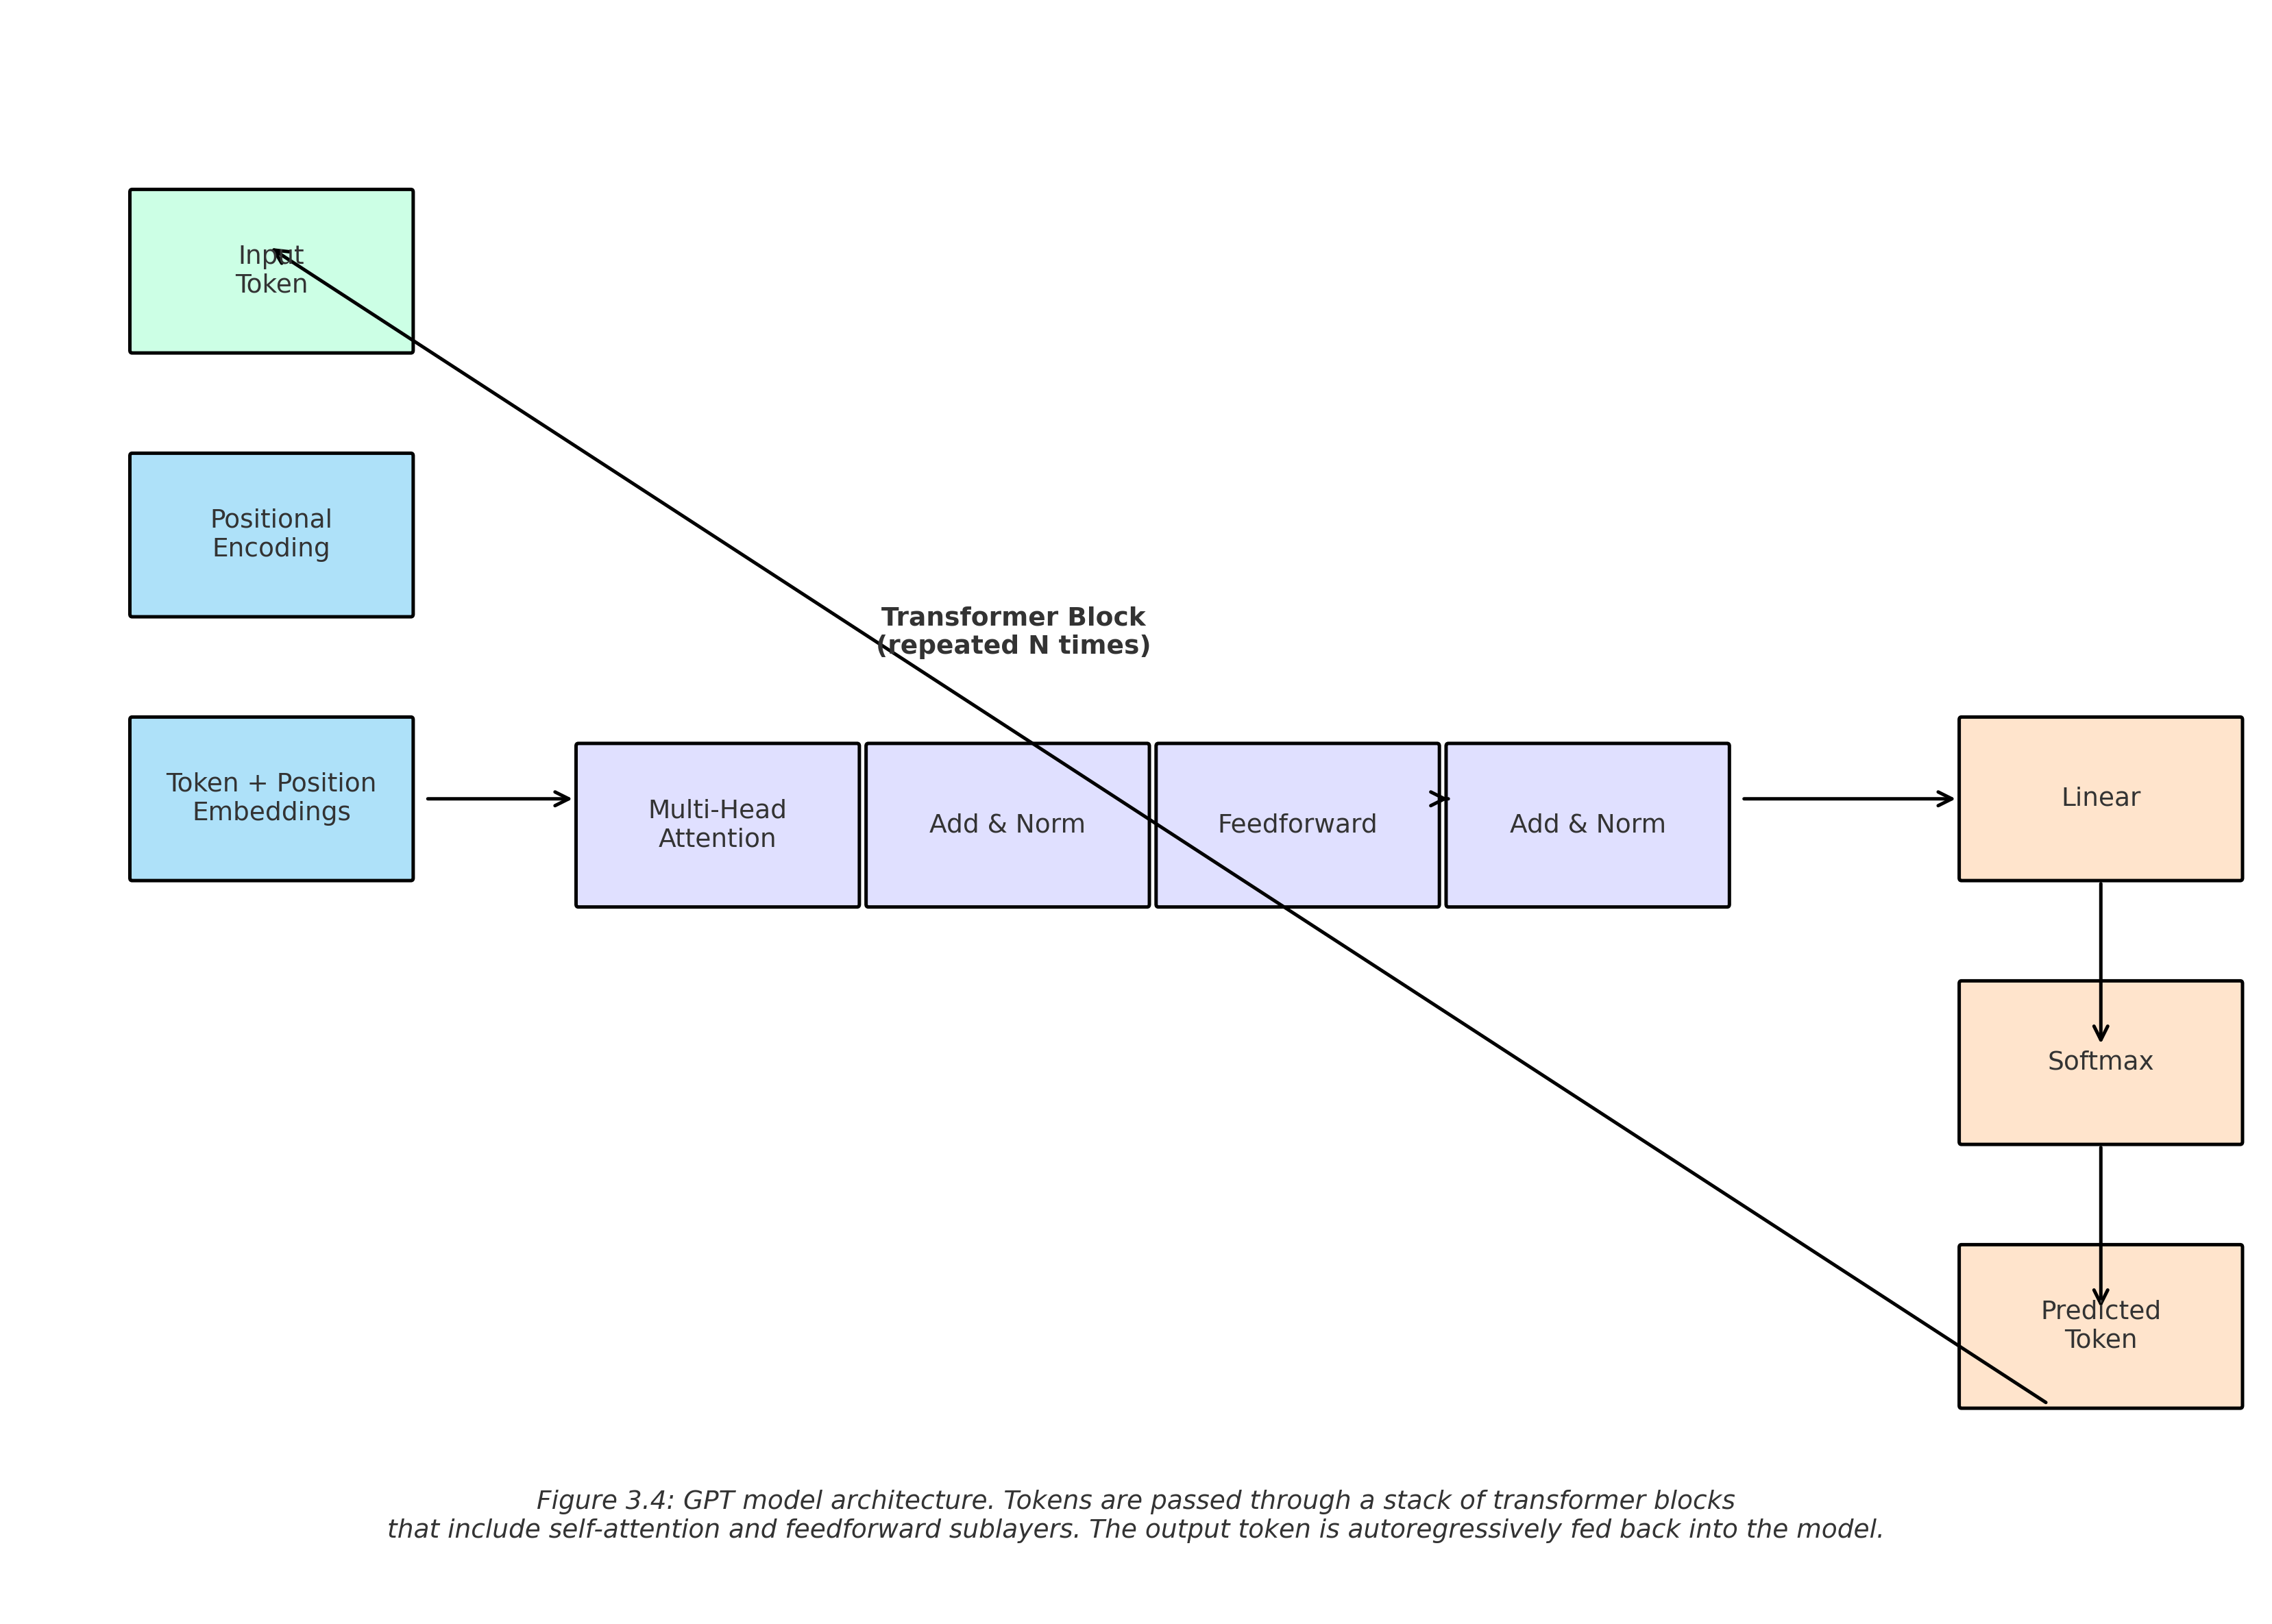 Input
Token
Positional
Encoding
Transformer Block
(repeated N times)
Token + Position
Embeddings
Multi-Head
Attention
Add & Norm
Feedforward
Add & Norm
Linear
Softmax
Predicted
Token
Figure 3.4: GPT model architecture. Tokens are passed through a stack of transformer blocks
that include self-attention and feedforward sublayers. The output token is autoregressively fed back into the model.